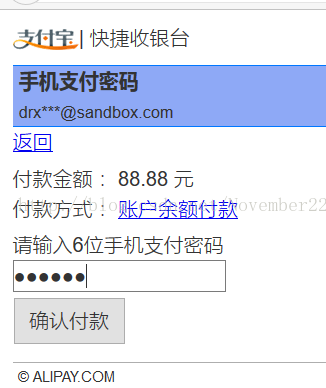 支付宝 | 快捷收银台
手机支付密码
drx***@sandbox.com
返回
付款金额： 88.88 元
付款方式： 账户余额付款
请输入6位手机支付密码
●●●●●●
确认付款
© ALIPAY.COM